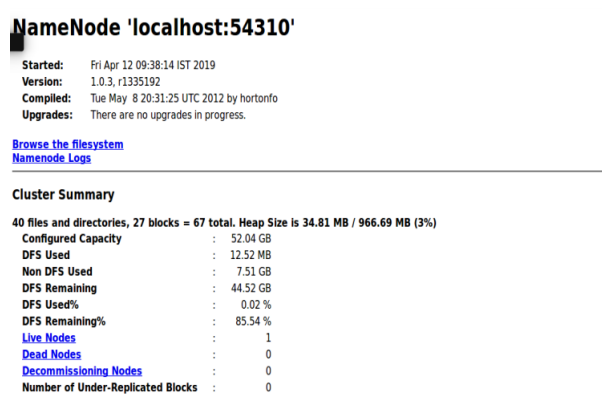 NameNode 'localhost:54310'
Started: Fri Apr 12 09:38:14 IST 2019
Version: 1.0.3, r1335192
Compiled: Tue May 8 20:31:25 UTC 2012 by hortonfo
Upgrades: There are no upgrades in progress.
Browse the filesystem
Namenode Logs
Cluster Summary
40 files and directories, 27 blocks = 67 total. Heap Size is 34.81 MB / 966.69 MB (3%)
Configured Capacity : 52.04 GB
DFS Used : 12.52 MB
Non DFS Used : 7.51 GB
DFS Remaining : 44.52 GB
DFS Used% : 0.02 %
DFS Remaining% : 85.54 %
Live Nodes : 1
Dead Nodes : 0
Decommissioning Nodes : 0
Number of Under-Replicated Blocks : 0